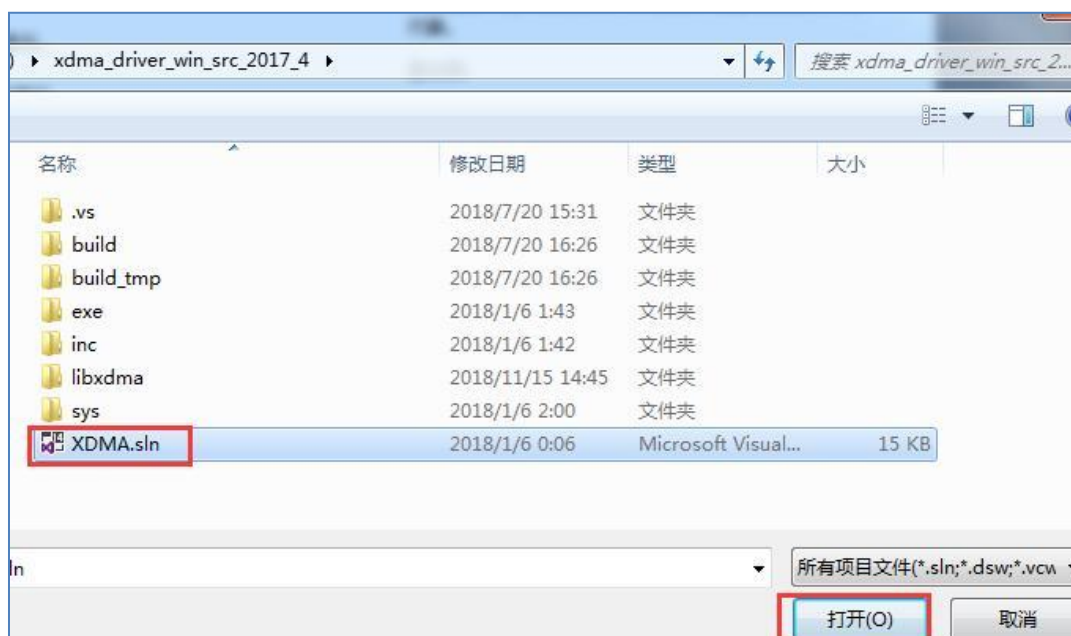 ) ▸ xdma_driver_win_src_2017_4 ▸ 搜索 xdma_driver_win_src_2...
名称 修改日期 类型 大小
.vs 2018/7/20 15:31 文件夹
build 2018/7/20 16:26 文件夹
build_tmp 2018/7/20 16:26 文件夹
exe 2018/1/6 1:43 文件夹
inc 2018/1/6 1:42 文件夹
libxdma 2018/11/15 14:45 文件夹
sys 2018/1/6 2:00 文件夹
XDMA.sln 2018/1/6 0:06 Microsoft Visual... 15 KB
ln 所有项目文件(*.sln;*.dsw;*.vcw
打开(O) 取消